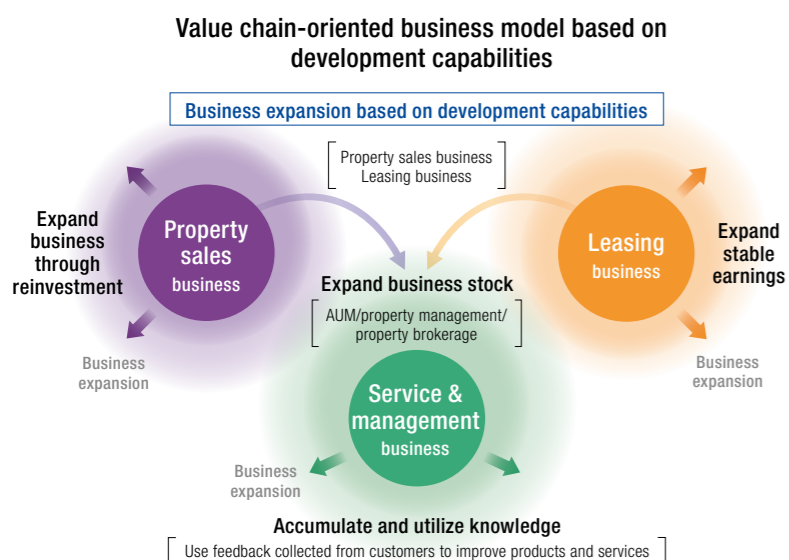 Value chain-oriented business model based on
development capabilities
Business expansion based on development capabilities
Property sales business
Leasing business
Expand
business
through
reinvestment
Property
sales
business
Leasing
business
Expand
stable
earnings
Expand business stock
AUM/property management/
property brokerage
Business
expansion
Business
expansion
Service &
management
business
Business
expansion
Accumulate and utilize knowledge
Use feedback collected from customers to improve products and services